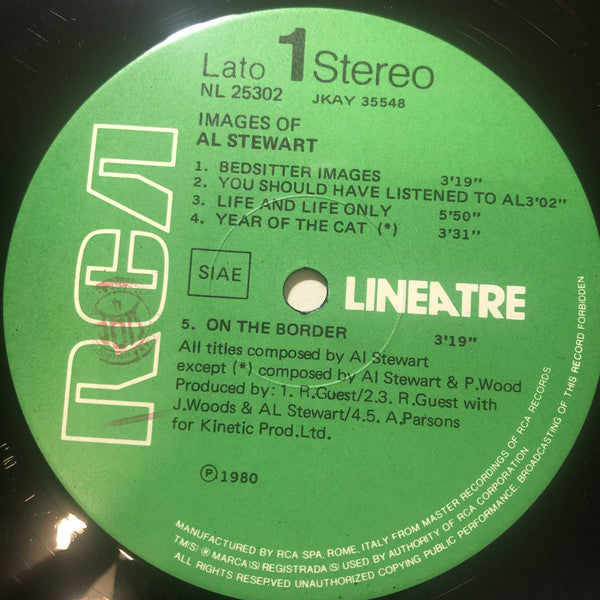 Lato 1 Stereo
NL 25302 JKAY 35548
IMAGES OF
AL STEWART
1. BEDSITTER IMAGES 3'19"
2. YOU SHOULD HAVE LISTENED TO AL 3'02"
3. LIFE AND LIFE ONLY 5'50"
4. YEAR OF THE CAT (*) 3'31"
RCA
SIAE
LINEATRE
5. ON THE BORDER 3'19"
All titles composed by Al Stewart
except (*) composed by Al Stewart & P.Wood
Produced by: 1. R.Guest/2.3. R.Guest with
J.Woods & AL Stewart/4.5. A.Parsons
for Kinetic Prod.Ltd.
℗ 1980
MANUFACTURED BY RCA SPA, ROME, ITALY FROM MASTER RECORDINGS OF RCA RECORDS
TM(S) ® MARCA(S) REGISTRADA(S) USED BY AUTHORITY OF RCA CORPORATION
ALL RIGHTS RESERVED UNAUTHORIZED COPYING PUBLIC PERFORMANCE, BROADCASTING OF THIS RECORD FORBIDDEN